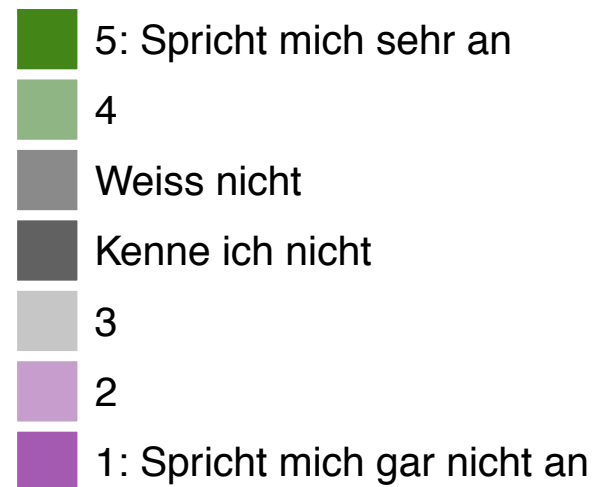 5: Spricht mich sehr an
4
Weiss nicht
Kenne ich nicht
3
2
1: Spricht mich gar nicht an